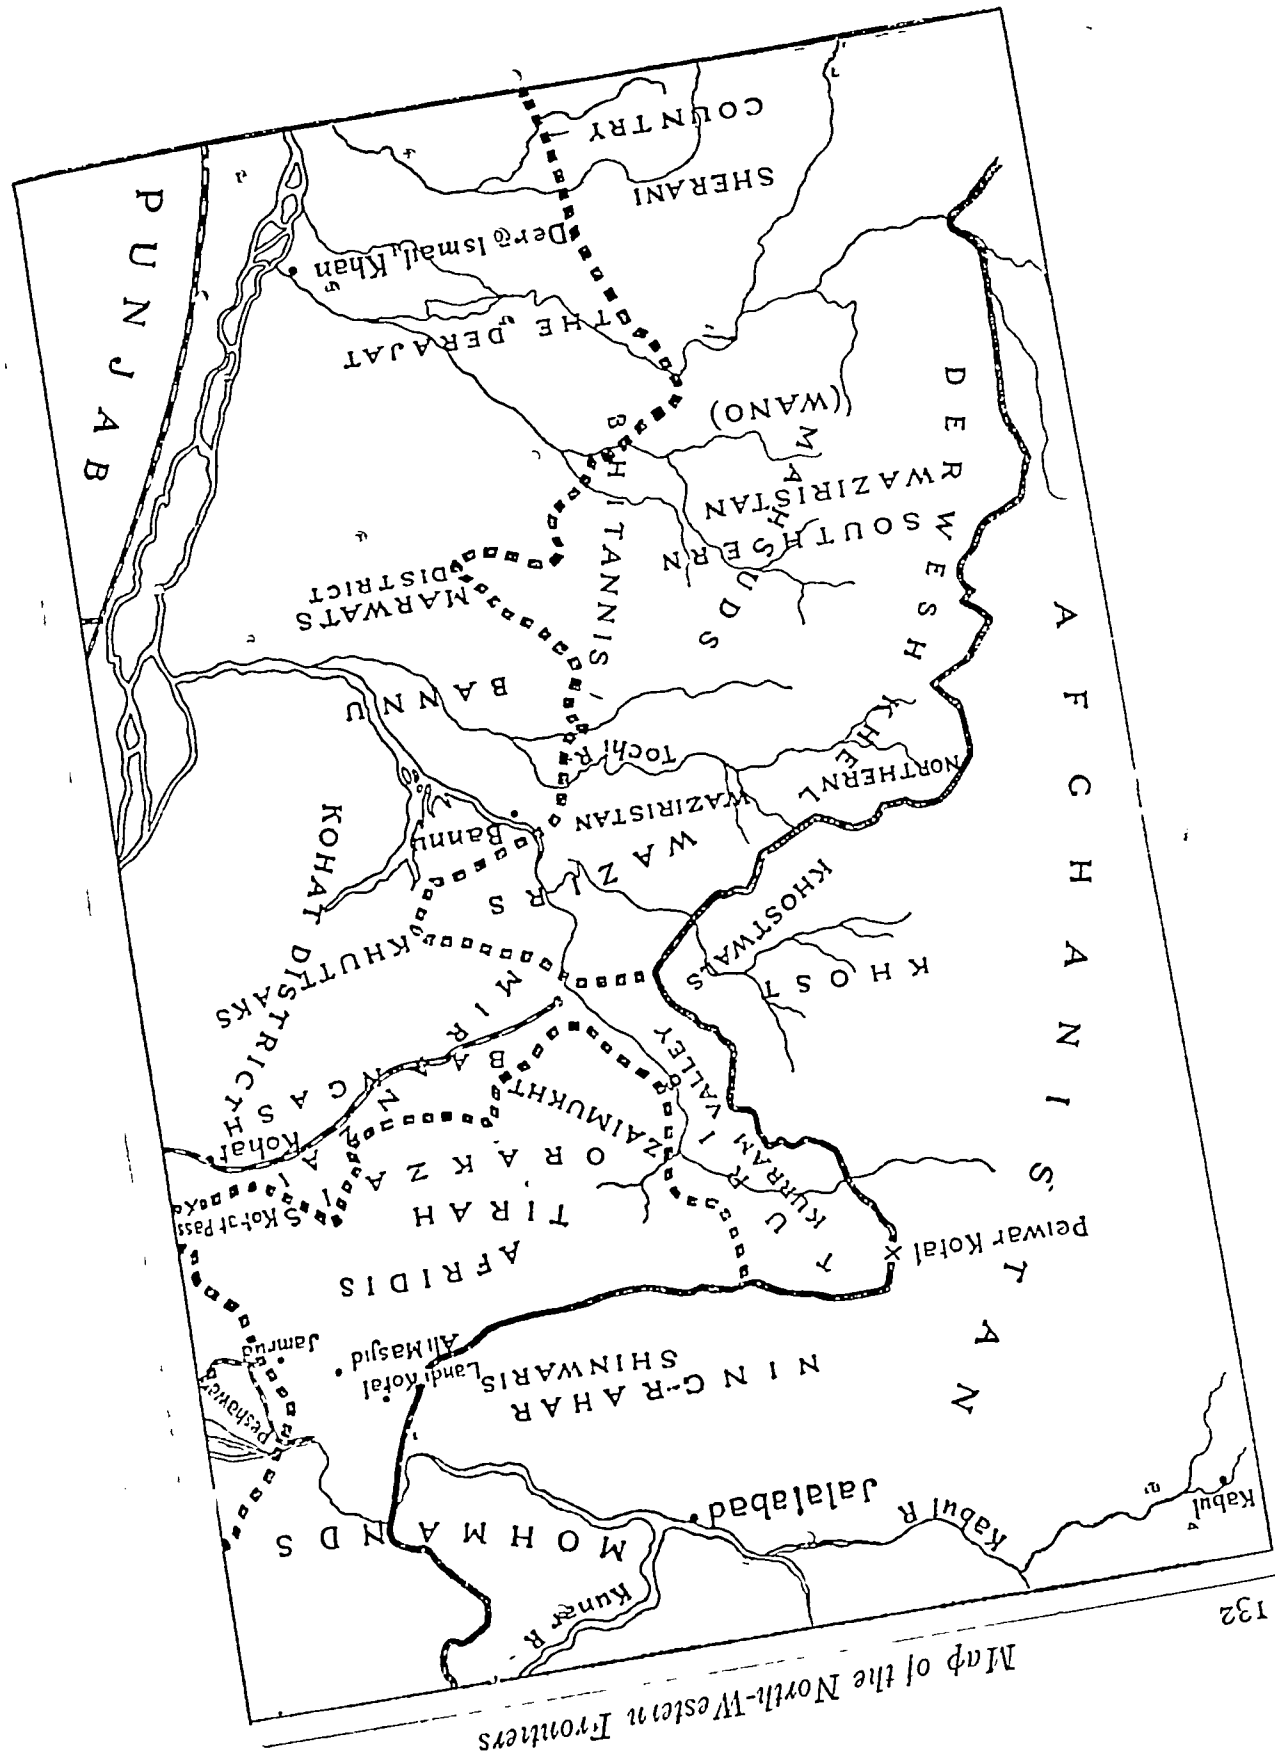 132
Map of the North-Western Frontiers
Kabul
Kabul R
Jalalabad
Kunar R
MOHMANDS
Peshawar
NINGRAHAR
SHINWARIS
Landi Kotal
Ali Masjid
Jamrud
AFGHANISTAN
Peiwar Kotal
AFRIDIS
TIRAH
ORAKZAI
Kohat Pass
Kohat
TURI
KURRAM VALLEY
ZAIMUKHT
BANGASH
MIRANZAI
KHOST
KHOSTWALS
KHUTTAKS
KOHAT DISTRICT
WAZIRS
Bannu
NORTHERN
WAZIRISTAN
Tochi R
BANNU
DERWESH KHEL
MARWATS
DISTRICT
BHITANNIS
MAHSUDS
SOUTHERN
WAZIRISTAN
(WANO)
THE DERAJAT
Dera Ismail Khan
PUNJAB
SHERANI
COUNTRY